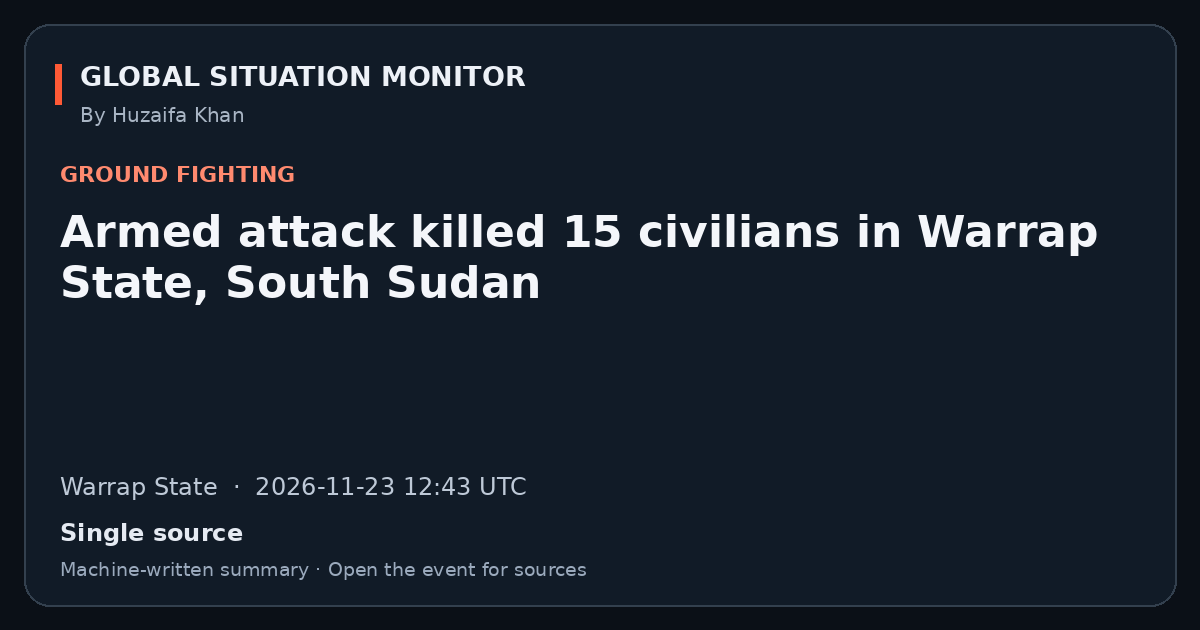 GLOBAL SITUATION MONITOR
By Huzaifa Khan
GROUND FIGHTING
Armed attack killed 15 civilians in Warrap
State, South Sudan
Warrap State · 2026-11-23 12:43 UTC
Single source
Machine-written summary · Open the event for sources